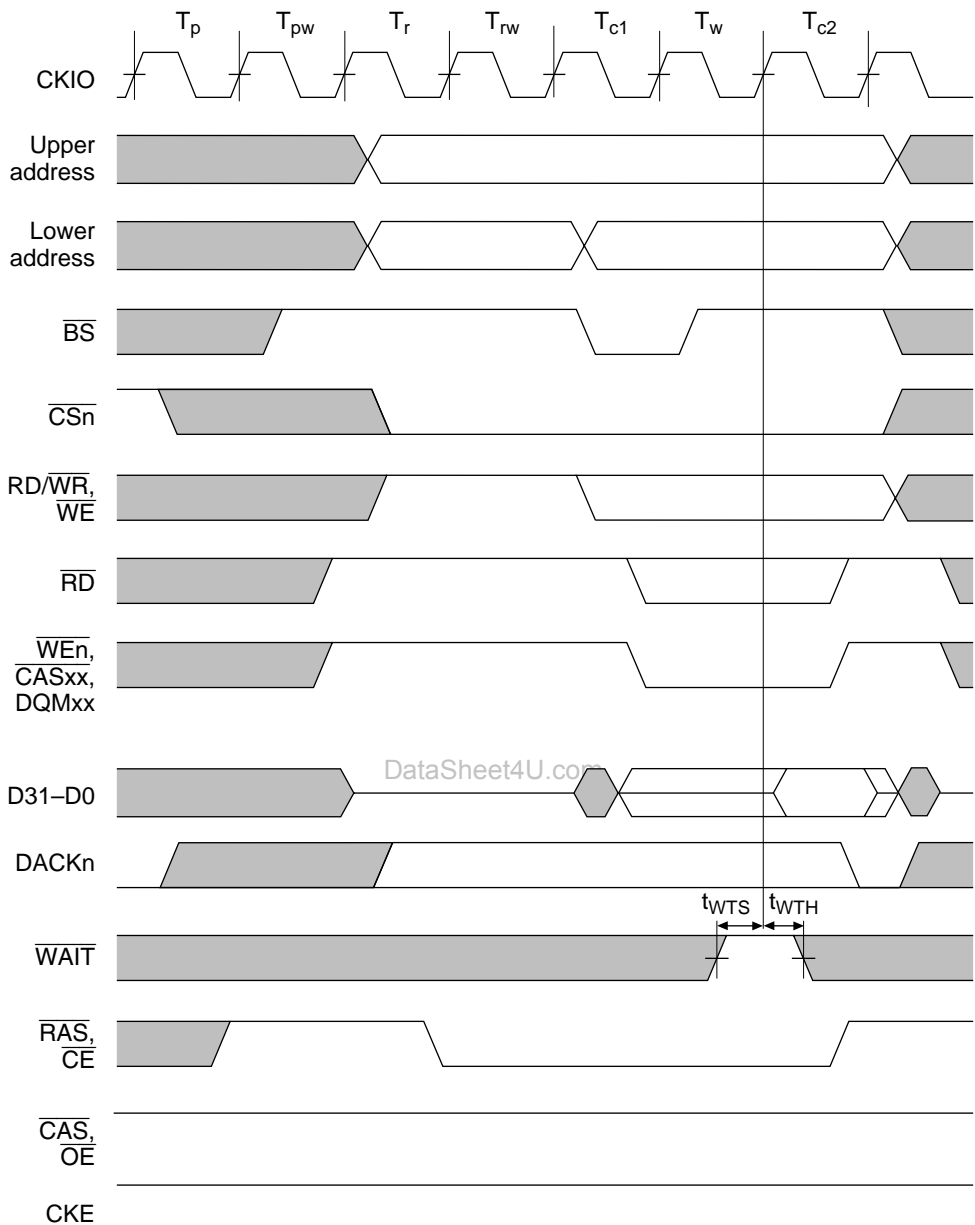 Tp Tpw Tr Trw Tc1 Tw Tc2
CKIO
Upper
address
Lower
address
BS
CSn
RD/WR,
WE
RD
WEn,
CASxx,
DQMxx
DataSheet4U.com
D31–D0
DACKn
tWTS tWTH
WAIT
RAS,
CE
CAS,
OE
CKE